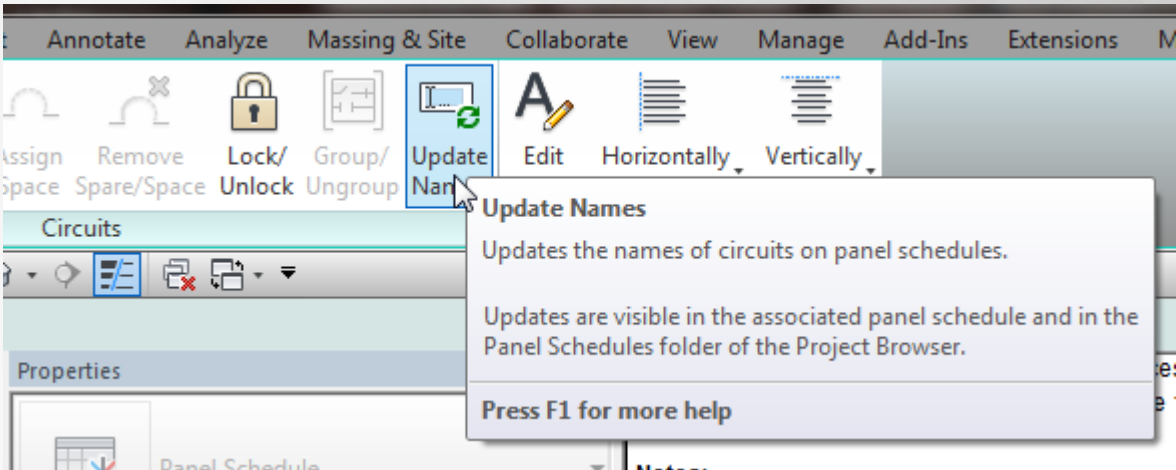 Annotate Analyze Massing & Site Collaborate View Manage Add-Ins Extensions
Remove Lock/ Group/ Update Edit Horizontally Vertically
Spare/Space Unlock Ungroup
Circuits
Update Names
Updates the names of circuits on panel schedules.
Updates are visible in the associated panel schedule and in the
Panel Schedules folder of the Project Browser.
Properties
Press F1 for more help
Panel Schedule
Notes: